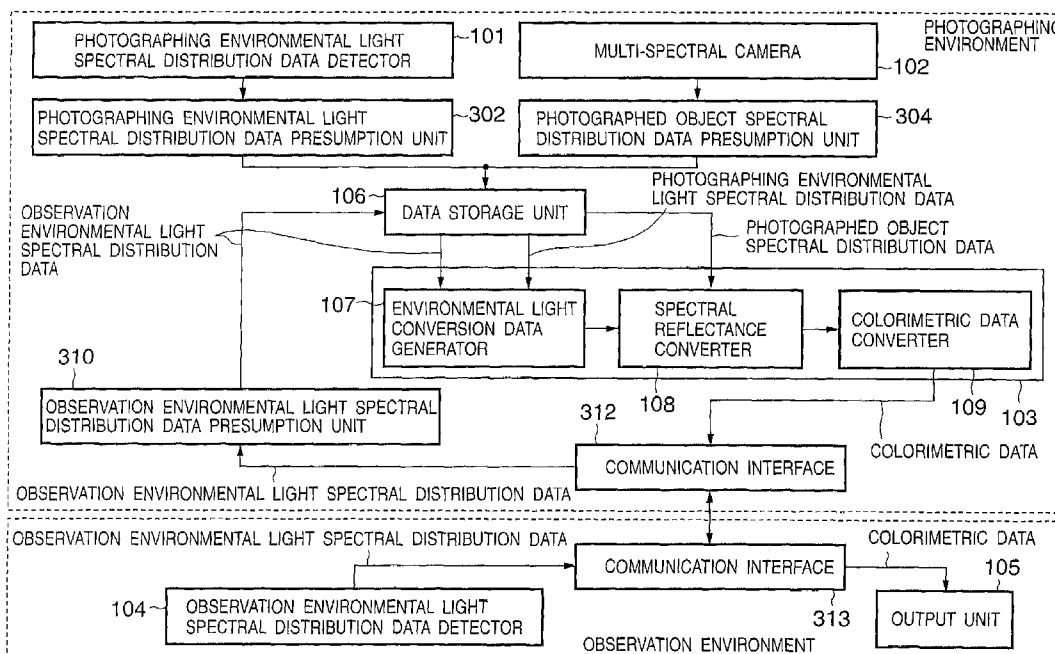 PHOTOGRAPHING ENVIRONMENTAL LIGHT
SPECTRAL DISTRIBUTION DATA DETECTOR
101
MULTI-SPECTRAL CAMERA
102
PHOTOGRAPHING
ENVIRONMENT
PHOTOGRAPHING ENVIRONMENTAL LIGHT
SPECTRAL DISTRIBUTION DATA PRESUMPTION UNIT
302
PHOTOGRAPHED OBJECT SPECTRAL
DISTRIBUTION DATA PRESUMPTION UNIT
304
106
DATA STORAGE UNIT
PHOTOGRAPHING ENVIRONMENTAL
LIGHT SPECTRAL DISTRIBUTION DATA
OBSERVATION
ENVIRONMENTAL LIGHT
SPECTRAL DISTRIBUTION
DATA
PHOTOGRAPHED OBJECT
SPECTRAL DISTRIBUTION DATA
107
ENVIRONMENTAL LIGHT
CONVERSION DATA
GENERATOR
SPECTRAL
REFLECTANCE
CONVERTER
COLORIMETRIC DATA
CONVERTER
310
108
109
103
OBSERVATION ENVIRONMENTAL LIGHT SPECTRAL
DISTRIBUTION DATA PRESUMPTION UNIT
312
COMMUNICATION INTERFACE
COLORIMETRIC DATA
OBSERVATION ENVIRONMENTAL LIGHT SPECTRAL DISTRIBUTION DATA
OBSERVATION ENVIRONMENTAL LIGHT SPECTRAL DISTRIBUTION DATA
COMMUNICATION INTERFACE
COLORIMETRIC DATA
105
104
OBSERVATION ENVIRONMENTAL LIGHT
SPECTRAL DISTRIBUTION DATA DETECTOR
313
OUTPUT UNIT
OBSERVATION ENVIRONMENT